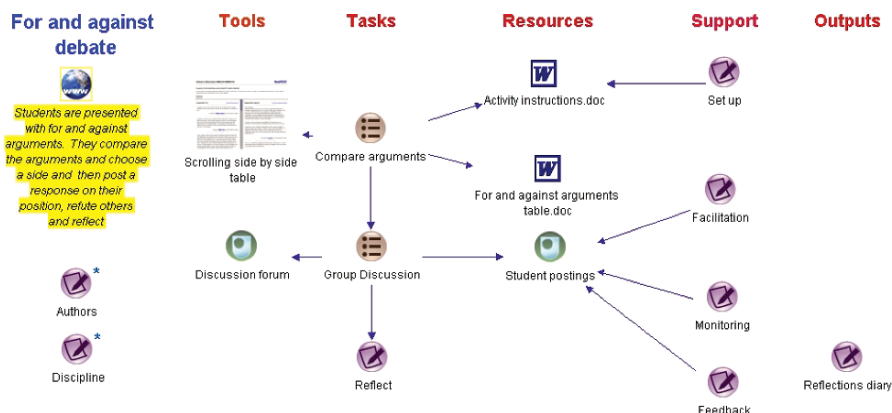 For and against
debate
Tools
Tasks
Resources
Support
Outputs
www
Students are presented
with for and against
arguments. They compare
the arguments and choose
a side and then post a
response on their
position, refute others
and reflect
Authors
*
Discipline
*
Scrolling side by side
table
Compare arguments
W
Activity instructions.doc
Set up
W
For and against arguments
table.doc
Facilitation
Discussion forum
Group Discussion
Student postings
Monitoring
Reflect
Feedback
Reflections diary